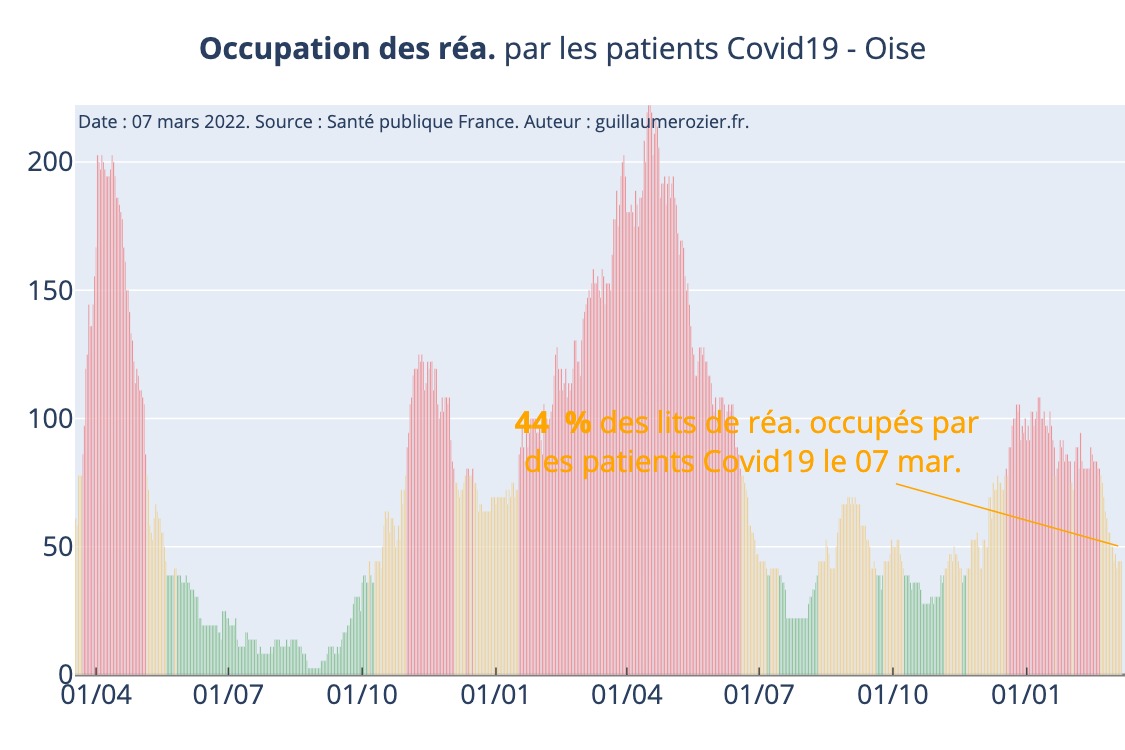 Occupation des réa. par les patients Covid19 - Oise
Date : 07 mars 2022. Source : Santé publique France. Auteur : guillaumerozier.fr.
200
150
100
50
0
44 % des lits de réa. occupés par
des patients Covid19 le 07 mar.
01/04 01/07 01/10 01/01 01/04 01/07 01/10 01/01